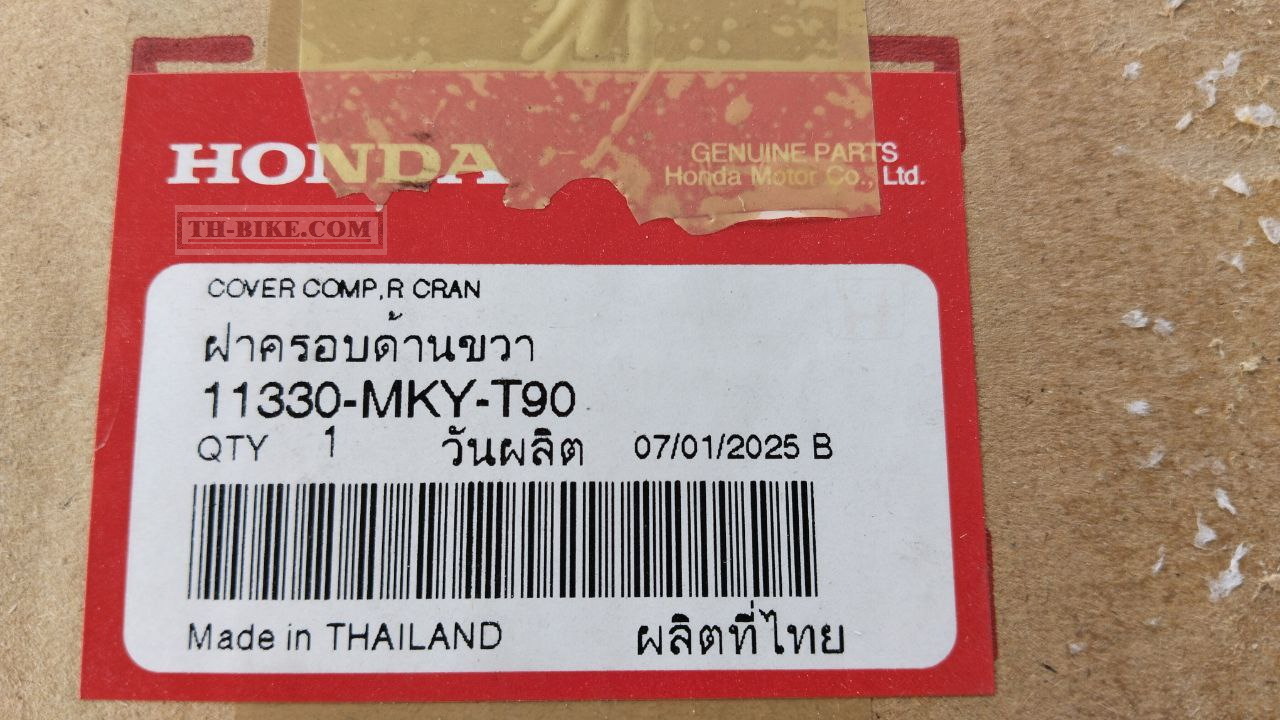 HONDA
GENUINE PARTS
Honda Motor Co., Ltd.
TH-BIKE.COM
COVER COMP,R CRAN
ฝาครอบด้านขวา
11330-MKY-T90
QTY 1 วันผลิต 07/01/2025 B
Made in THAILAND ผลิตที่ไทย